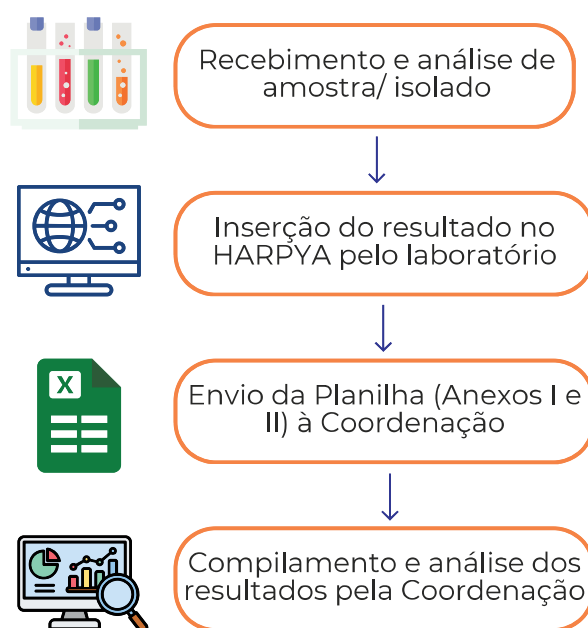 Recebimento e análise de
amostra/ isolado
Inserção do resultado no
HARPYA pelo laboratório
X
Envio da Planilha (Anexos I e
II) à Coordenação
Compilamento e análise dos
resultados pela Coordenação